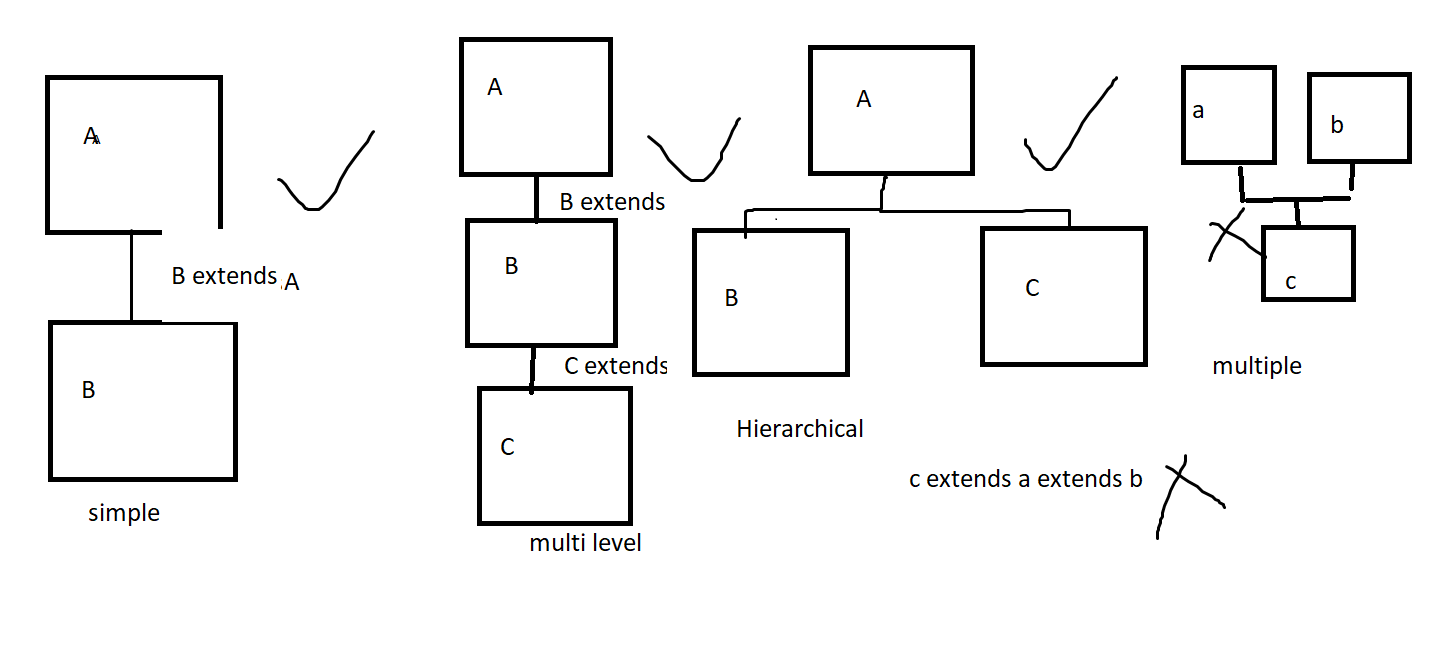 A
A
B extends A
B
simple
A
B extends
B
C extends
C
multi level
A
B
C
Hierarchical
a
b
c
multiple
c extends a extends b